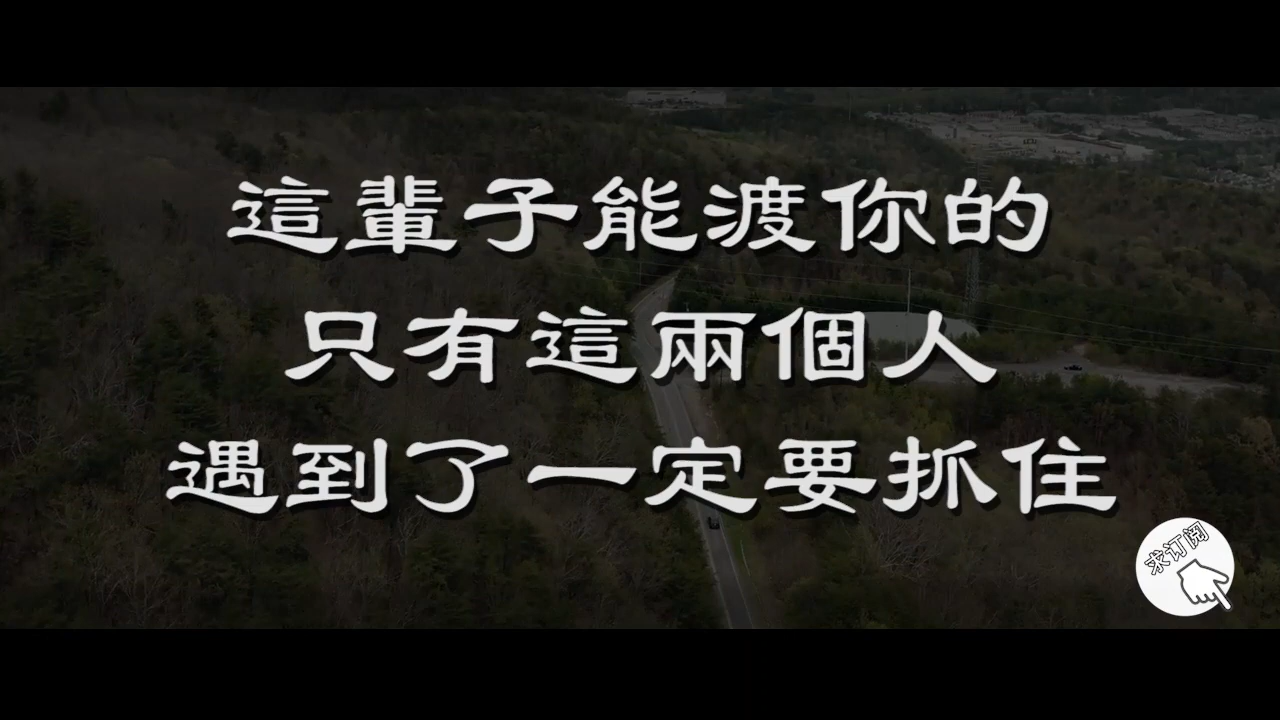 這輩子能渡你的
只有這兩個人
遇到了一定要抓住
求订阅